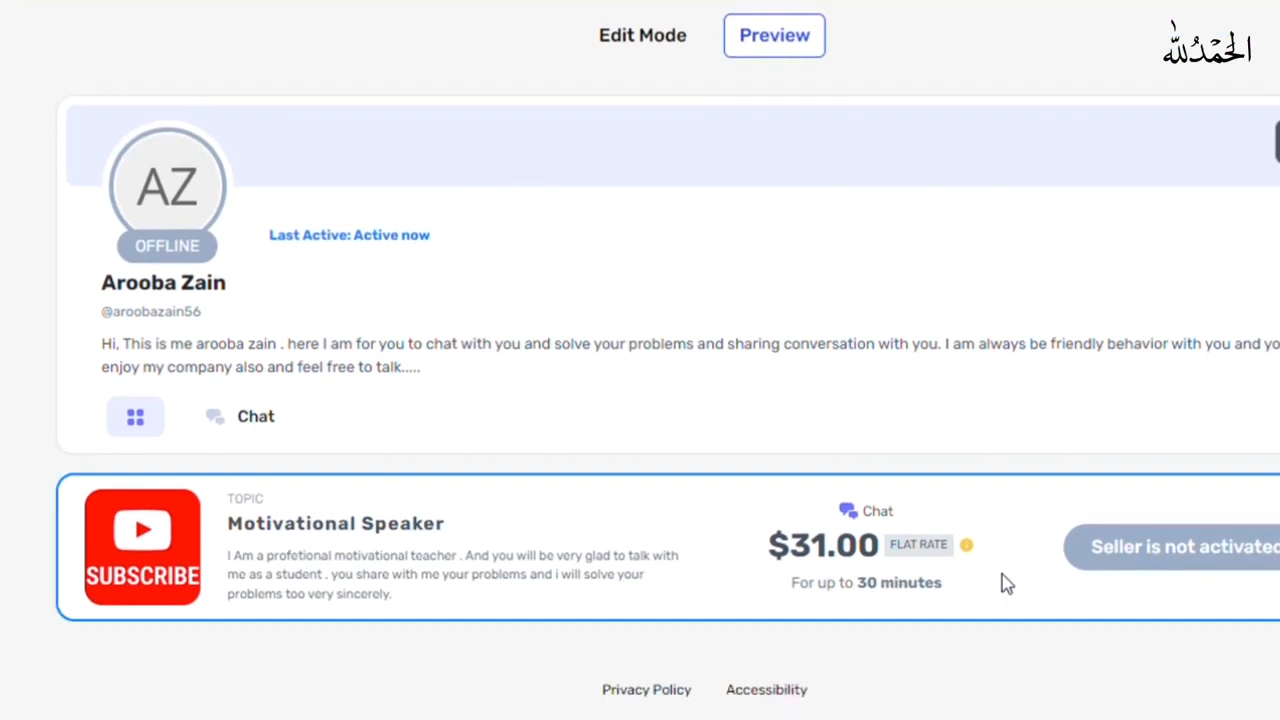 Edit Mode
Preview
الحمد لله
AZ
OFFLINE
Last Active: Active now
Arooba Zain
@aroobazain56
Hi, This is me arooba zain . here I am for you to chat with you and solve your problems and sharing conversation with you. I am always be friendly behavior with you and yo
enjoy my company also and feel free to talk.....
Chat
SUBSCRIBE
TOPIC
Motivational Speaker
I Am a profetional motivational teacher . And you will be very glad to talk with
me as a student . you share with me your problems and i will solve your
problems too very sincerely.
Chat
$31.00 FLAT RATE
For up to 30 minutes
Seller is not activated
Privacy Policy
Accessibility